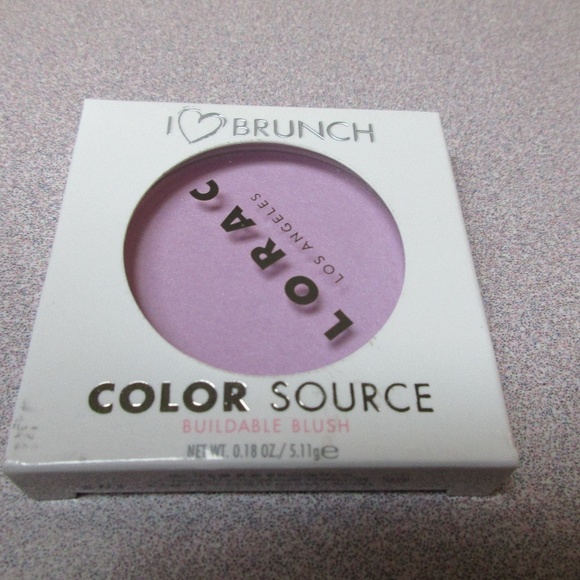 I ♡ BRUNCH
LORAC
LOS ANGELES
COLOR SOURCE
BUILDABLE BLUSH
NET WT. 0.18 OZ./5.11g℮